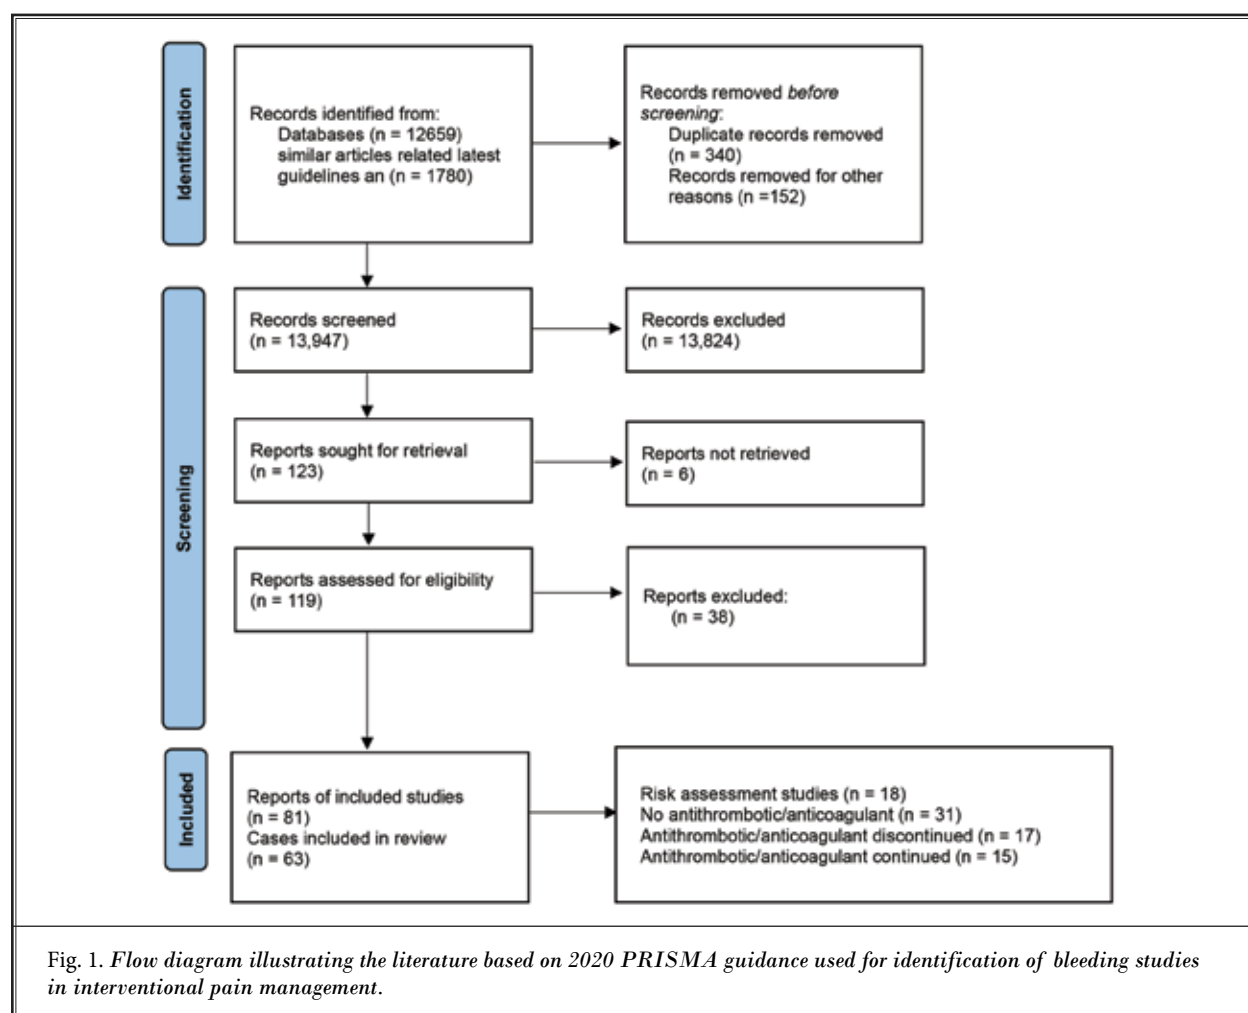 Identification
Records identified from:
Databases (n = 12659)
similar articles related latest
guidelines an (n = 1780)
Records removed before
screening:
Duplicate records removed
(n = 340)
Records removed for other
reasons (n =152)
Screening
Records screened
(n = 13,947)
Records excluded
(n = 13,824)
Reports sought for retrieval
(n = 123)
Reports not retrieved
(n = 6)
Reports assessed for eligibility
(n = 119)
Reports excluded:
(n = 38)
Included
Reports of included studies
(n = 81)
Cases included in review
(n = 63)
Risk assessment studies (n = 18)
No antithrombotic/anticoagulant (n = 31)
Antithrombotic/anticoagulant discontinued (n = 17)
Antithrombotic/anticoagulant continued (n = 15)
Fig. 1. Flow diagram illustrating the literature based on 2020 PRISMA guidance used for identification of bleeding studies
in interventional pain management.